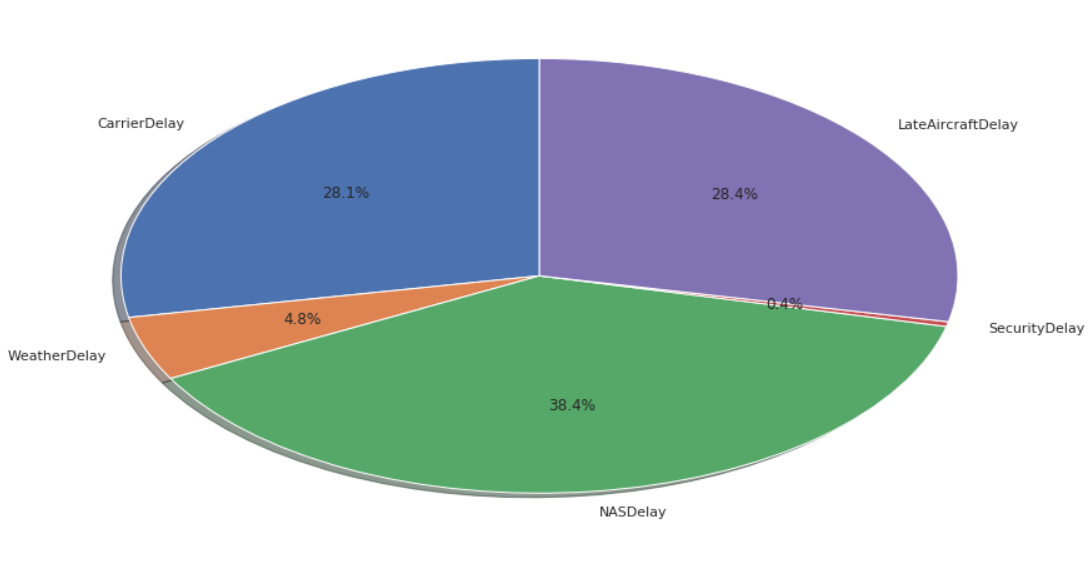 CarrierDelay
LateAircraftDelay
28.1%
28.4%
0.4%
4.8%
SecurityDelay
WeatherDelay
38.4%
NASDelay